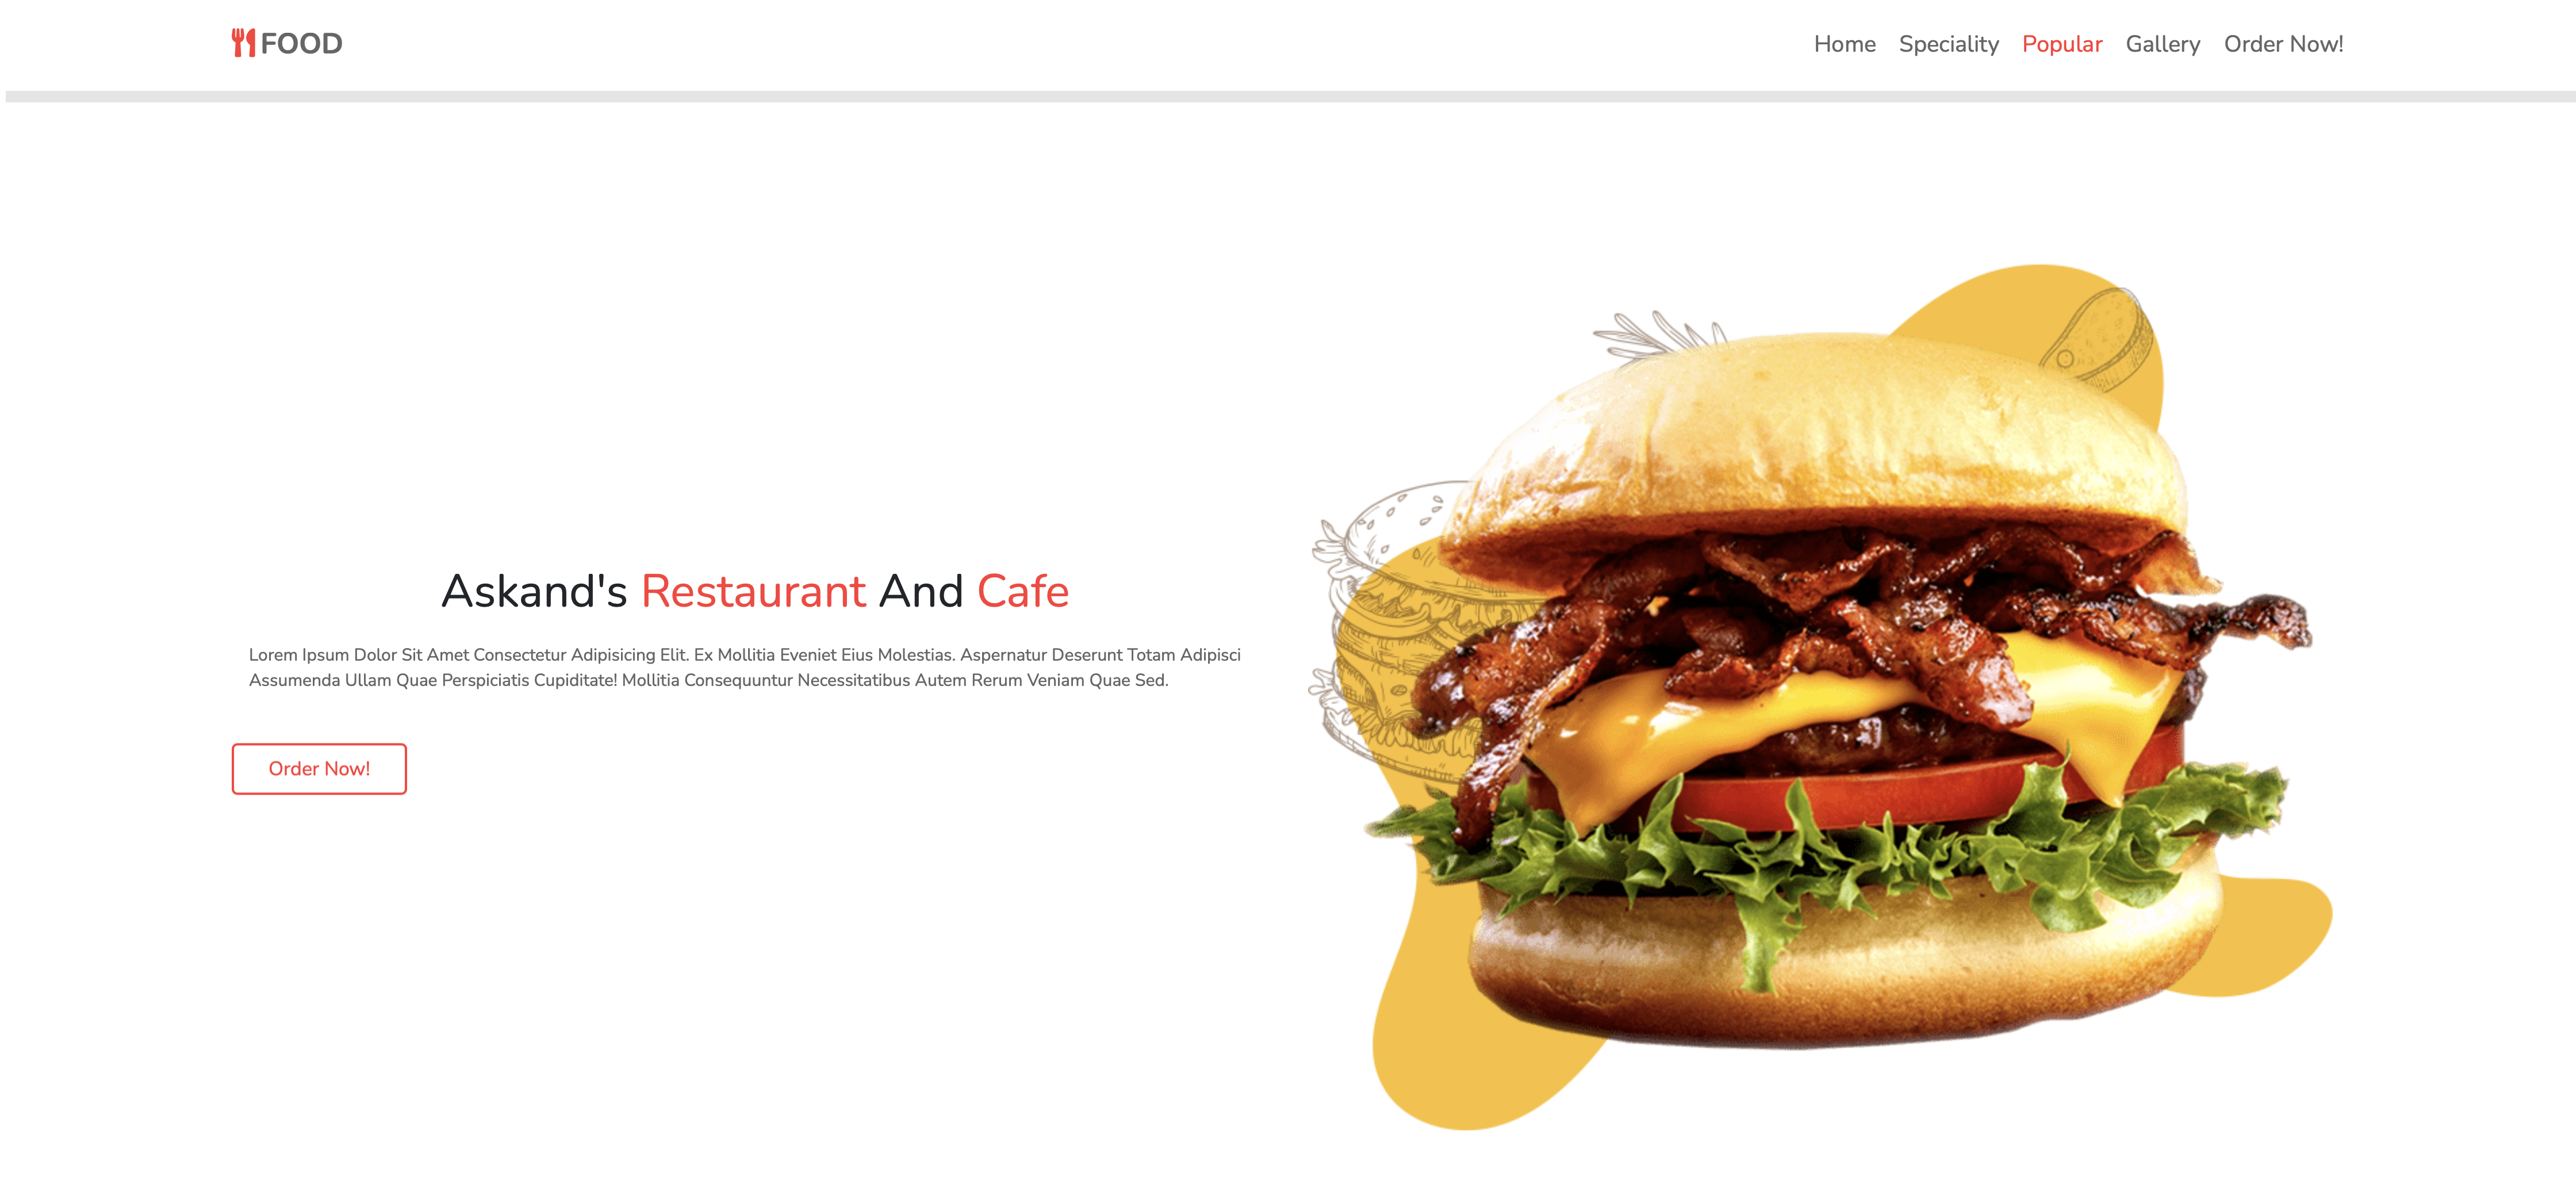 FOOD
Home Speciality Popular Gallery Order Now!
Askand's Restaurant And Cafe
Lorem Ipsum Dolor Sit Amet Consectetur Adipisicing Elit. Ex Mollitia Eveniet Eius Molestias. Aspernatur Deserunt Totam Adipisci
Assumenda Ullam Quae Perspiciatis Cupiditate! Mollitia Consequuntur Necessitatibus Autem Rerum Veniam Quae Sed.
Order Now!